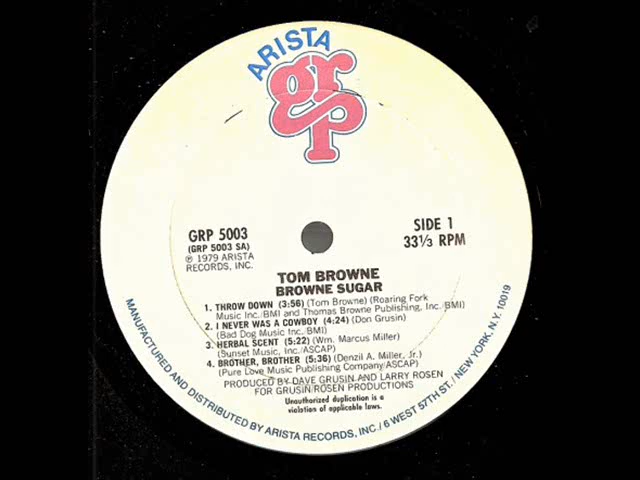 ARISTA
grp
GRP 5003
(GRP 5003 SA)
℗ 1979 ARISTA
RECORDS, INC.
SIDE 1
33⅓ RPM
TOM BROWNE
BROWNE SUGAR
1. THROW DOWN (3:56) (Tom Browne) (Roaring Fork
Music Inc./BMI and Thomas Browne Publishing, Inc./BMI)
2. I NEVER WAS A COWBOY (4:24) (Don Grusin)
(Bad Dog Music Inc. BMI)
3. HERBAL SCENT (5:22) (Wm. Marcus Miller)
(Sunset Music, Inc./ASCAP)
4. BROTHER, BROTHER (5:36) (Denzil A. Miller, Jr.)
(Pure Love Music Publishing Company/ASCAP)
PRODUCED BY DAVE GRUSIN AND LARRY ROSEN
FOR GRUSIN/ROSEN PRODUCTIONS
Unauthorized duplication is a
violation of applicable laws.
MANUFACTURED AND DISTRIBUTED BY ARISTA RECORDS, INC./6 WEST 57TH ST./NEW YORK, N.Y. 10019